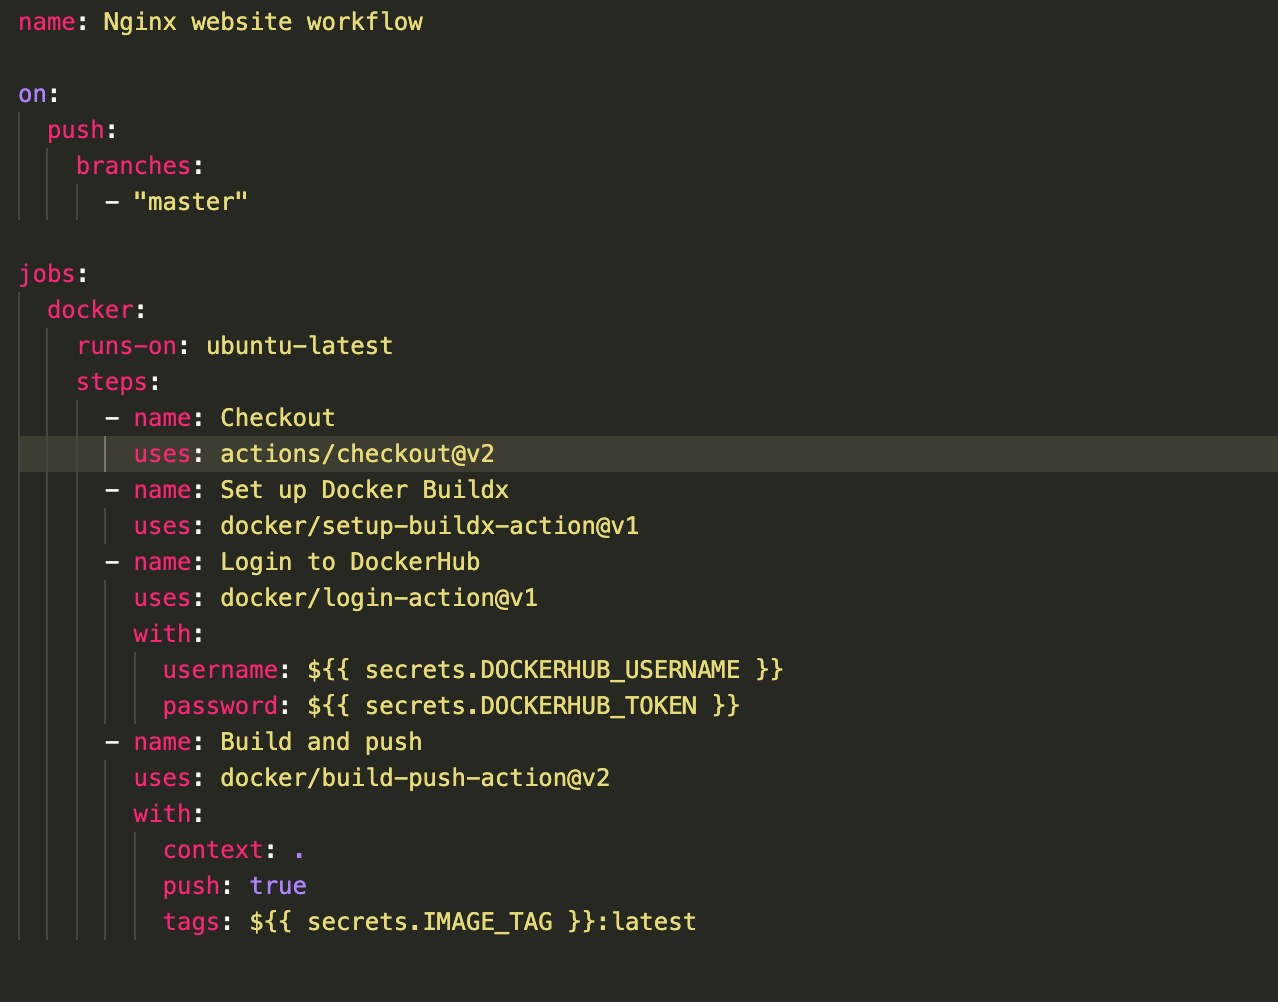 name: Nginx website workflow
on:
push:
branches:
- "master"
jobs:
docker:
runs-on: ubuntu-latest
steps:
- name: Checkout
uses: actions/checkout@v2
- name: Set up Docker Buildx
uses: docker/setup-buildx-action@v1
- name: Login to DockerHub
uses: docker/login-action@v1
with:
username: ${{ secrets.DOCKERHUB_USERNAME }}
password: ${{ secrets.DOCKERHUB_TOKEN }}
- name: Build and push
uses: docker/build-push-action@v2
with:
context: .
push: true
tags: ${{ secrets.IMAGE_TAG }}:latest